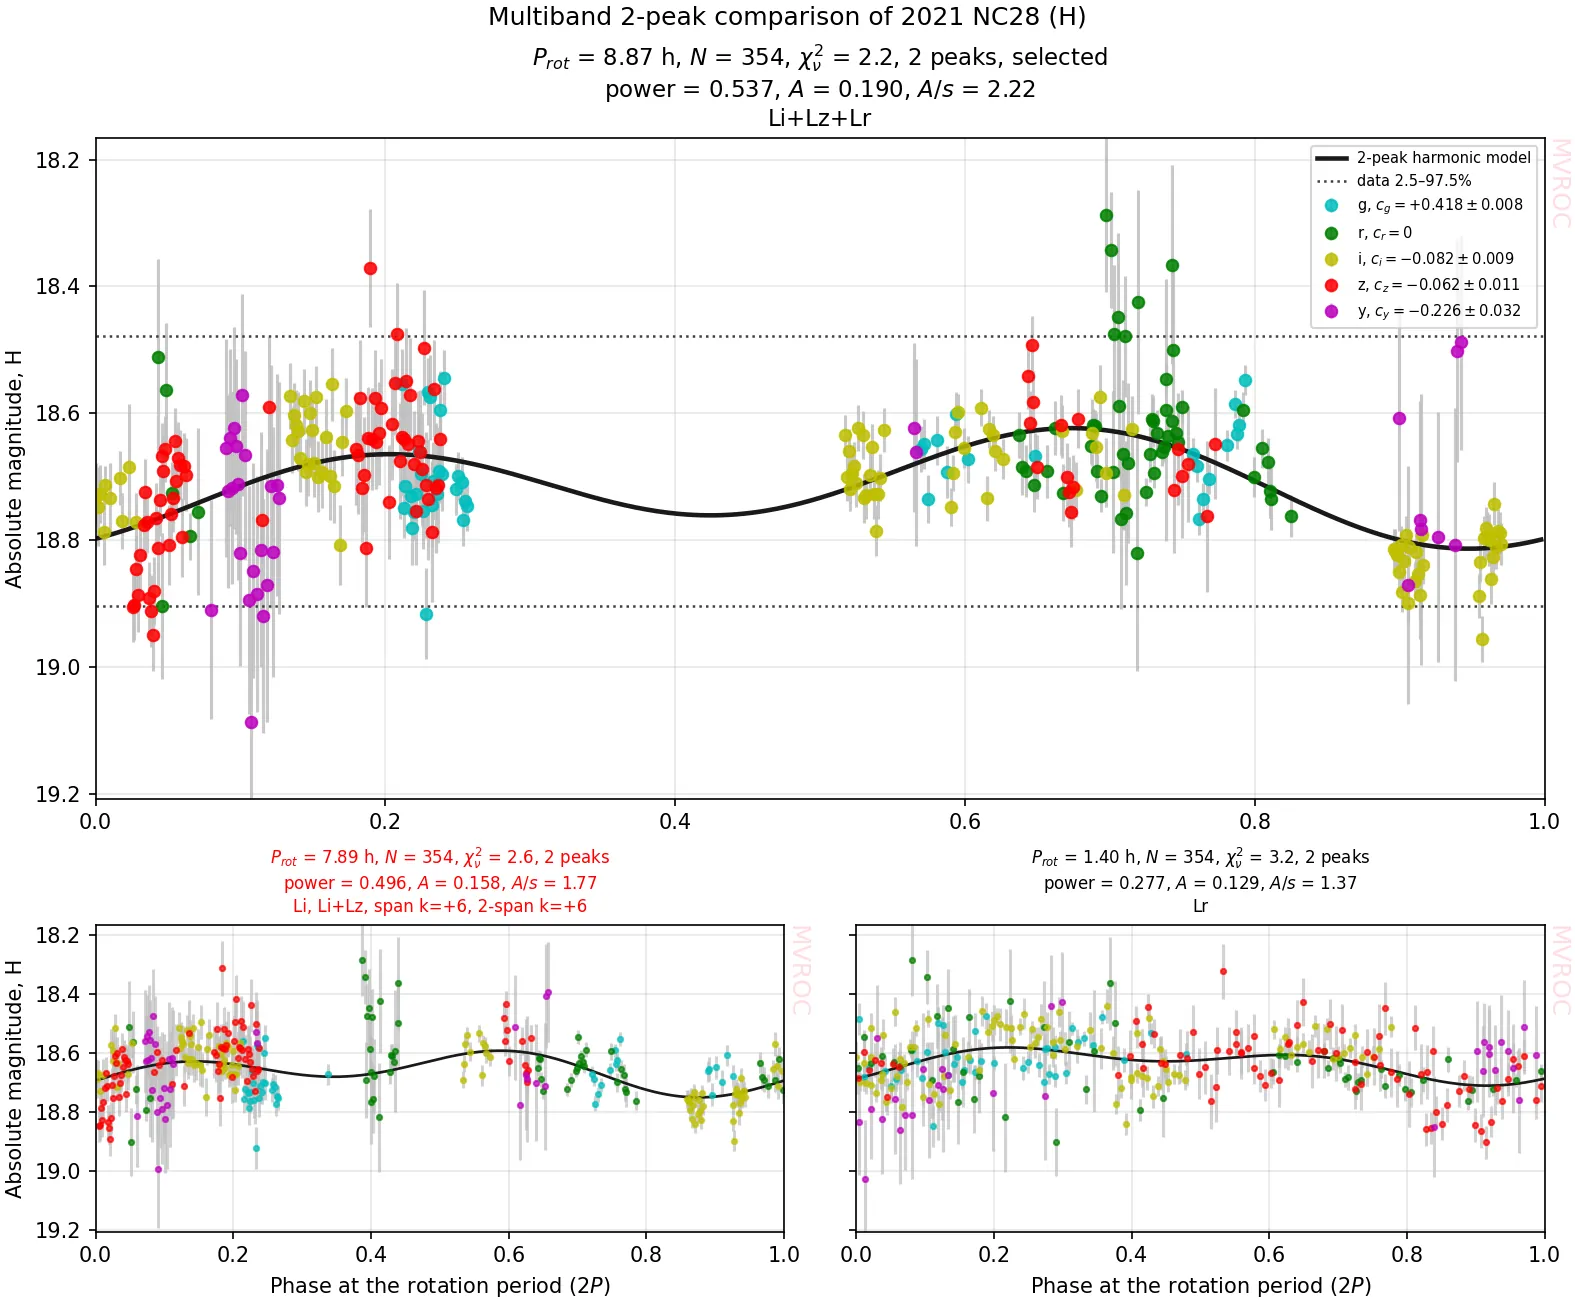 Multiband 2-peak comparison of 2021 NC28 (H)
P_rot = 8.87 h, N = 354, χ²_ν = 2.2, 2 peaks, selected
power = 0.537, A = 0.190, A/s = 2.22
Li+Lz+Lr
2-peak harmonic model
data 2.5–97.5%
g, c_g = +0.418 ± 0.008
r, c_r = 0
i, c_i = −0.082 ± 0.009
z, c_z = −0.062 ± 0.011
y, c_y = −0.226 ± 0.032
MVROC
Absolute magnitude, H
18.2
18.4
18.6
18.8
19.0
19.2
0.0 0.2 0.4 0.6 0.8 1.0
P_rot = 7.89 h, N = 354, χ²_ν = 2.6, 2 peaks
power = 0.496, A = 0.158, A/s = 1.77
Li, Li+Lz, span k=+6, 2-span k=+6
MVROC
Absolute magnitude, H
18.2
18.4
18.6
18.8
19.0
19.2
0.0 0.2 0.4 0.6 0.8 1.0
Phase at the rotation period (2P)
P_rot = 1.40 h, N = 354, χ²_ν = 3.2, 2 peaks
power = 0.277, A = 0.129, A/s = 1.37
Lr
MVROC
0.0 0.2 0.4 0.6 0.8 1.0
Phase at the rotation period (2P)